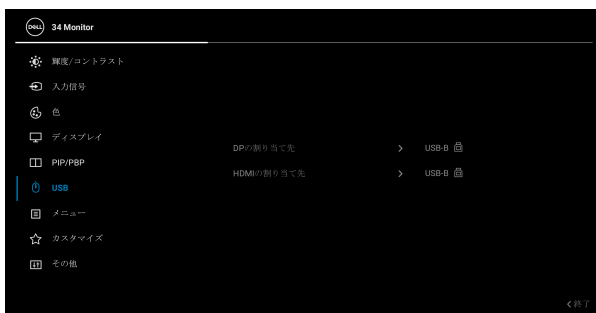 DELL 34 Monitor
輝度/コントラスト
入力信号
色
ディスプレイ
PIP/PBP
USB
メニュー
カスタマイズ
その他
DPの割り当て先 > USB-B
HDMIの割り当て先 > USB-B
<終了